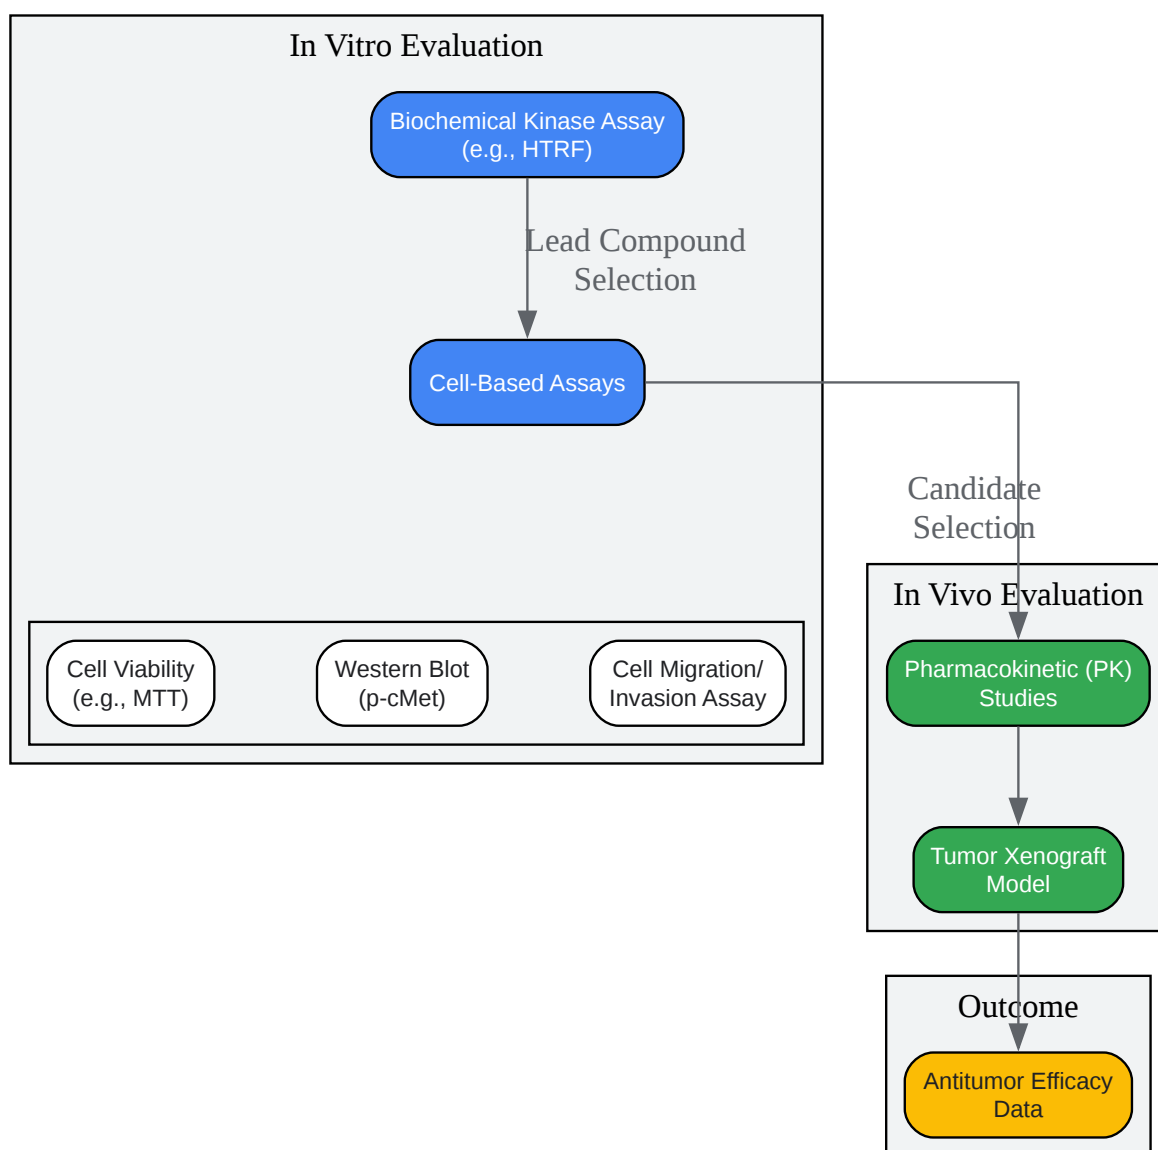 In Vitro Evaluation
Biochemical Kinase Assay
(e.g., HTRF)
Lead Compound
Selection
Cell-Based Assays
Candidate
Selection
In Vivo Evaluation
Cell Viability
(e.g., MTT)
Western Blot
(p-cMet)
Cell Migration/
Invasion Assay
Pharmacokinetic (PK)
Studies
Tumor Xenograft
Model
Outcome
Antitumor Efficacy
Data